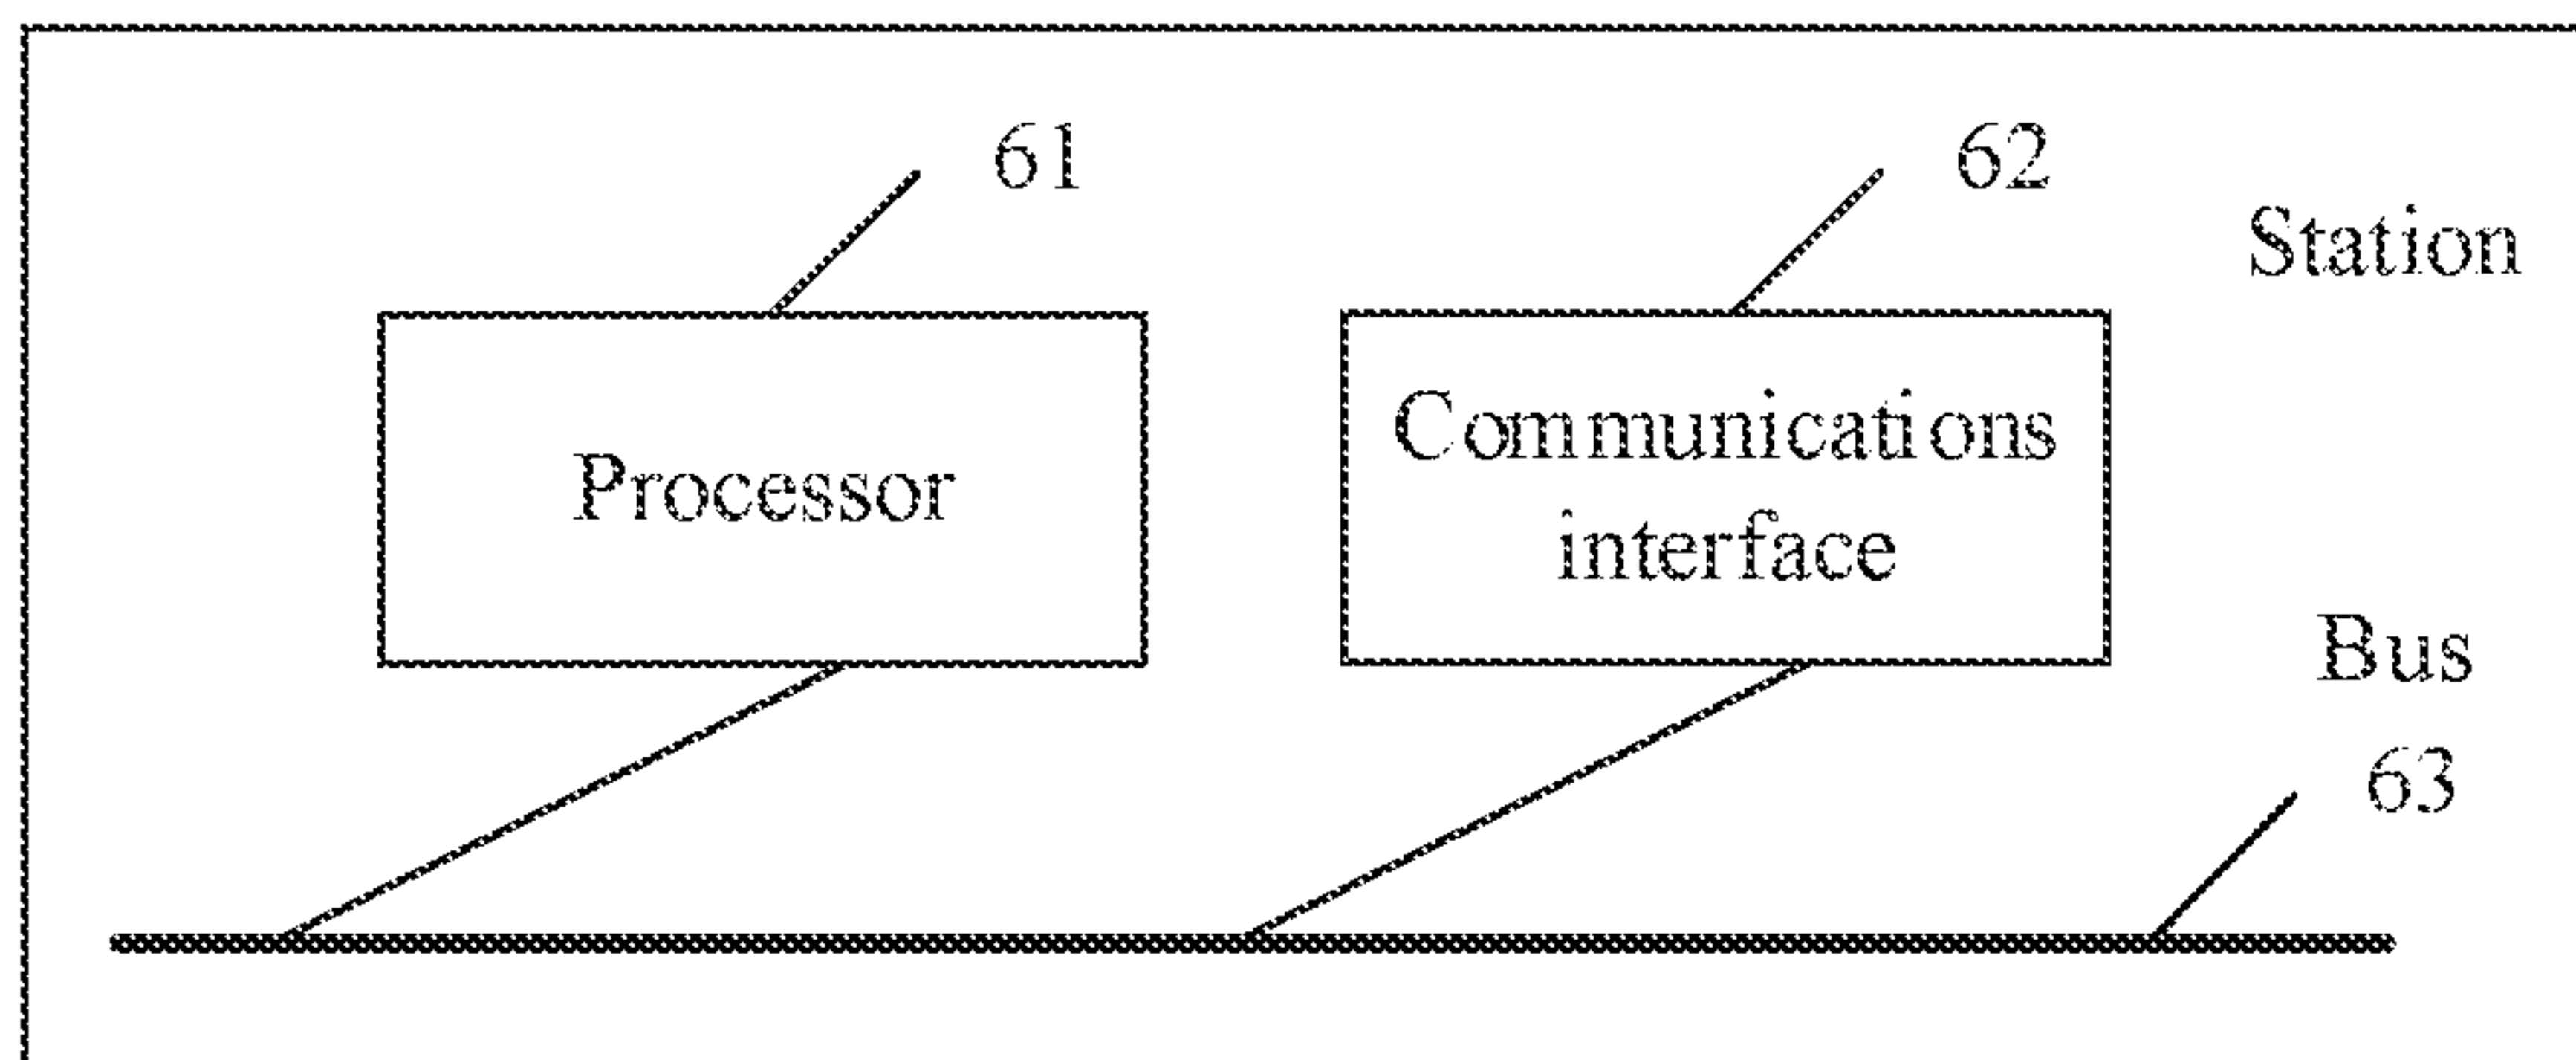 61
62
Station
Processor
Communications
interface
Bus
63